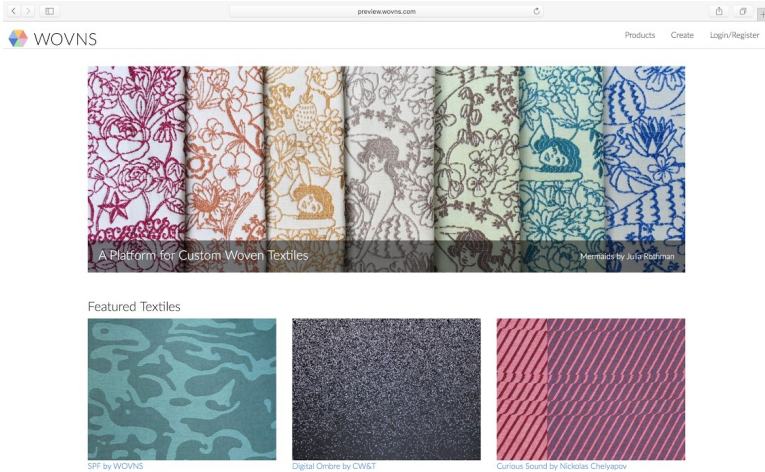 preview.wovns.com
WOVNS
Products Create Login/Register
A Platform for Custom Woven Textiles
Mermaids by Julia Rothman
Featured Textiles
SPF by WOVNS
Digital Ombre by CW&T
Curious Sound by Nickolas Chelyapov